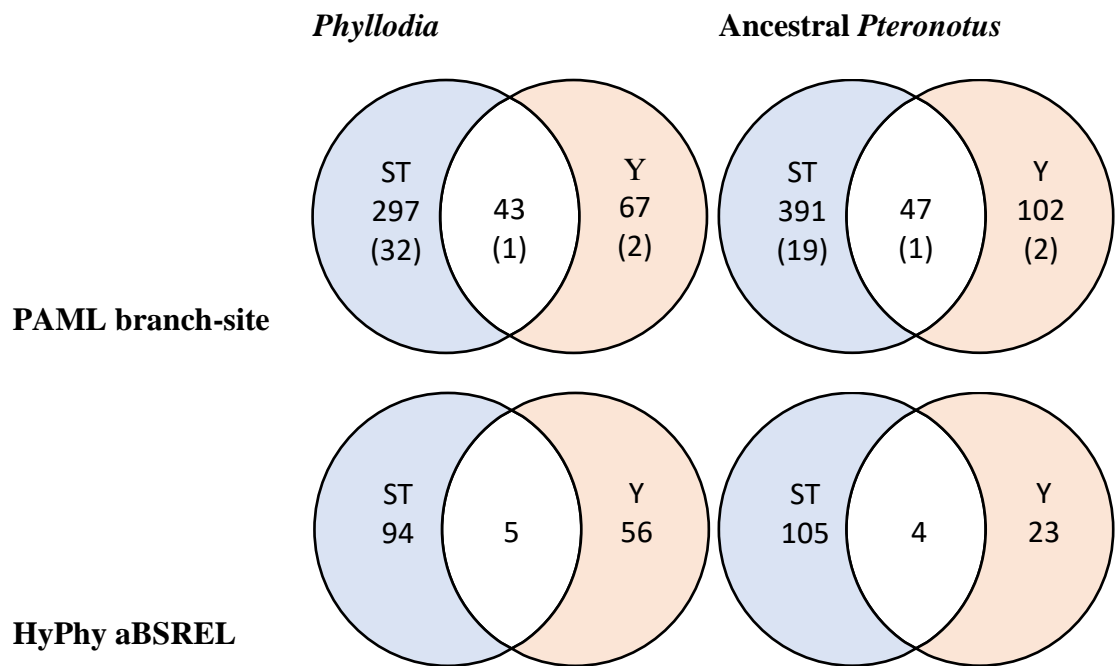 Phyllodia
Ancestral Pteronotus
ST
297
(32)
43
(1)
Y
67
(2)
ST
391
(19)
47
(1)
Y
102
(2)
PAML branch-site
ST
94
5
Y
56
ST
105
4
Y
23
HyPhy aBSREL